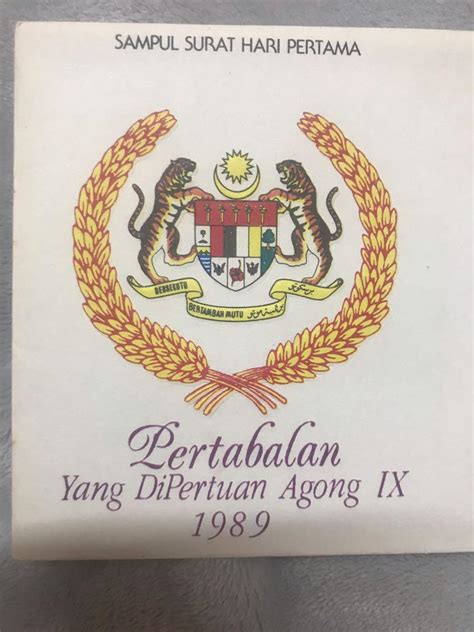 SAMPUL SURAT HARI PERTAMA
BERSEKUTU
BERTAMBAH MUTU
Pertabalan
Yang DiPertuan Agong IX
1989